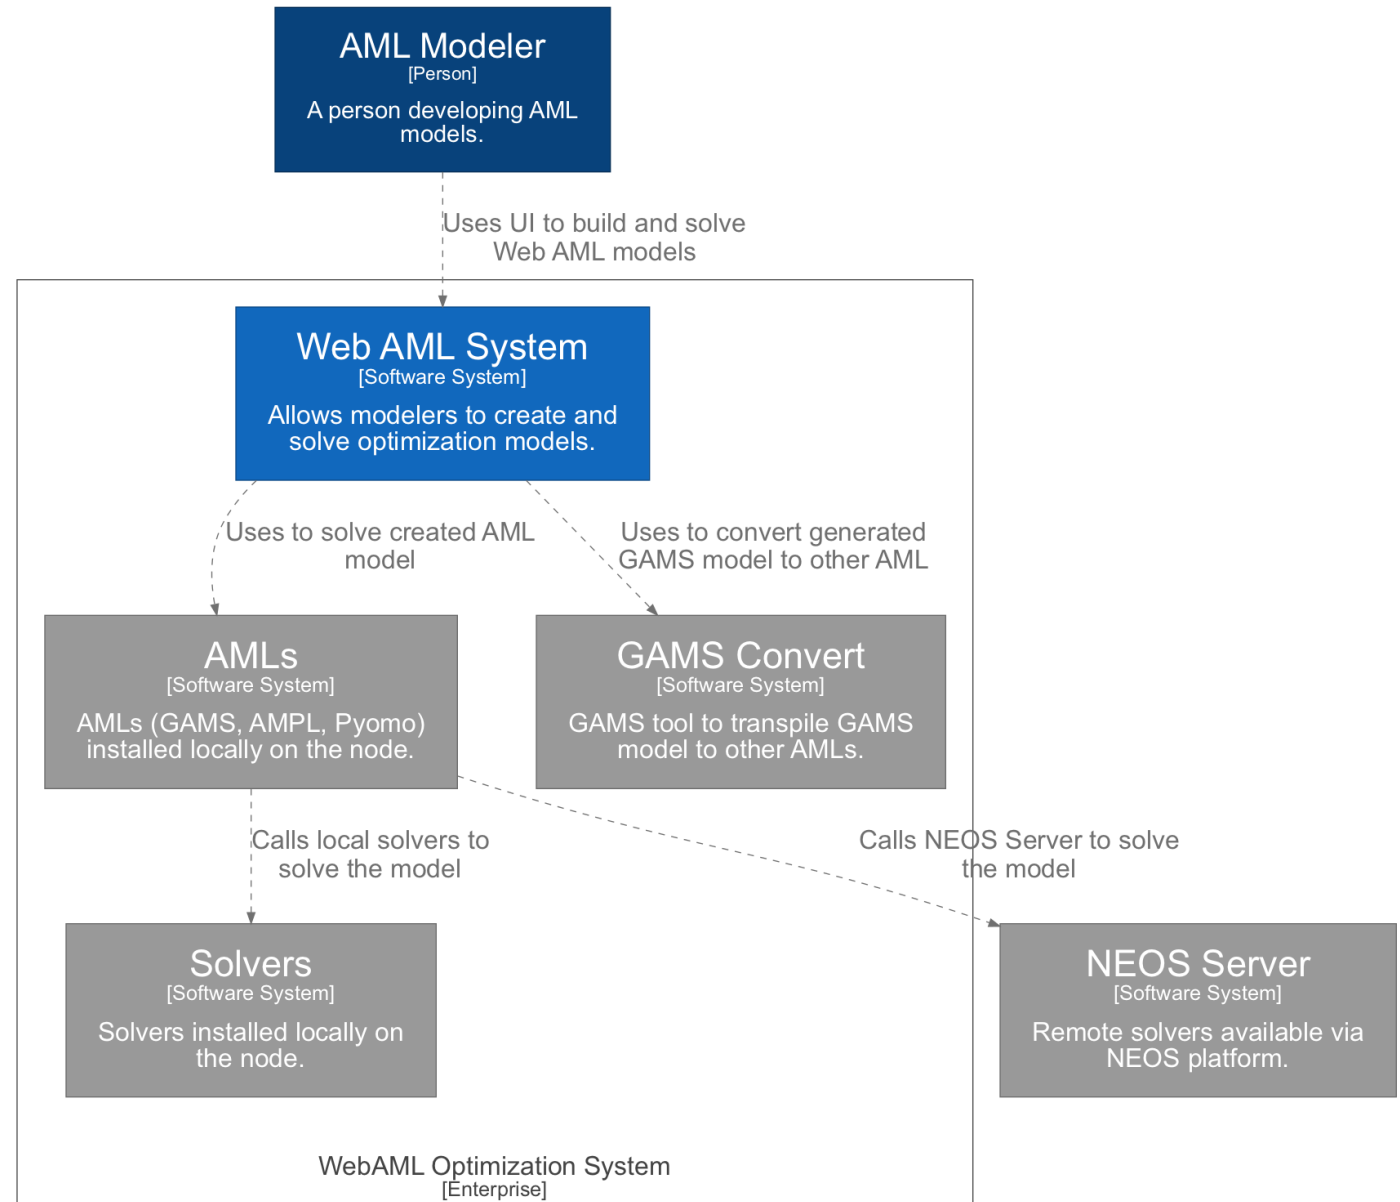 AML Modeler
[Person]
A person developing AML
models.
Uses UI to build and solve
Web AML models
Web AML System
[Software System]
Allows modelers to create and
solve optimization models.
Uses to solve created AML
model
Uses to convert generated
GAMS model to other AML
AMLs
[Software System]
AMLs (GAMS, AMPL, Pyomo)
installed locally on the node.
GAMS Convert
[Software System]
GAMS tool to transpile GAMS
model to other AMLs.
Calls local solvers to
solve the model
Calls NEOS Server to solve
the model
Solvers
[Software System]
Solvers installed locally on
the node.
NEOS Server
[Software System]
Remote solvers available via
NEOS platform.
WebAML Optimization System
[Enterprise]